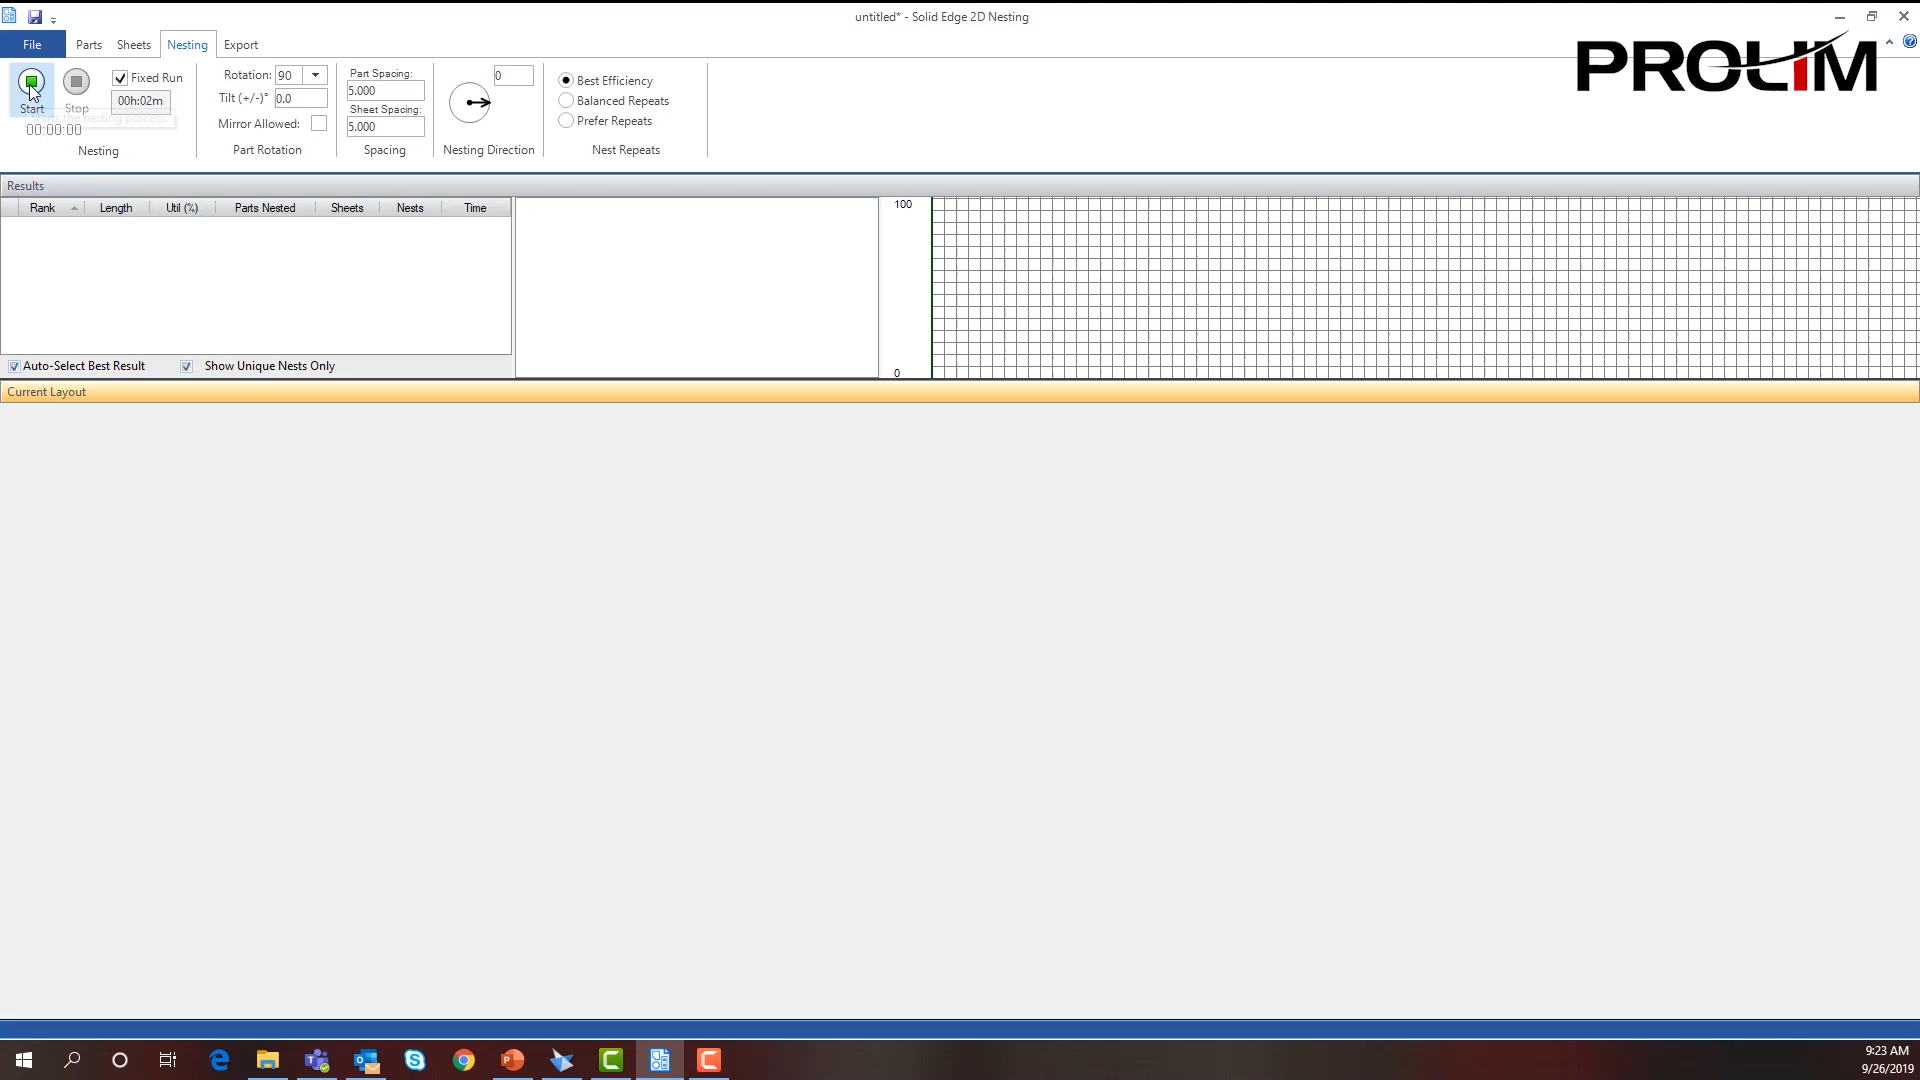 untitled* - Solid Edge 2D Nesting
File Parts Sheets Nesting Export
PROLIM
Start
Stop
Fixed Run
00h:02m
Starts the nesting process.
00:00:00
Nesting
Rotation: 90
Tilt (+/-)° 0.0
Mirror Allowed:
Part Rotation
Part Spacing:
5.000
Sheet Spacing:
5.000
Spacing
0
Nesting Direction
Best Efficiency
Balanced Repeats
Prefer Repeats
Nest Repeats
Results
Rank Length Util (%) Parts Nested Sheets Nests Time
100
0
Auto-Select Best Result Show Unique Nests Only
Current Layout
9:23 AM
9/26/2019